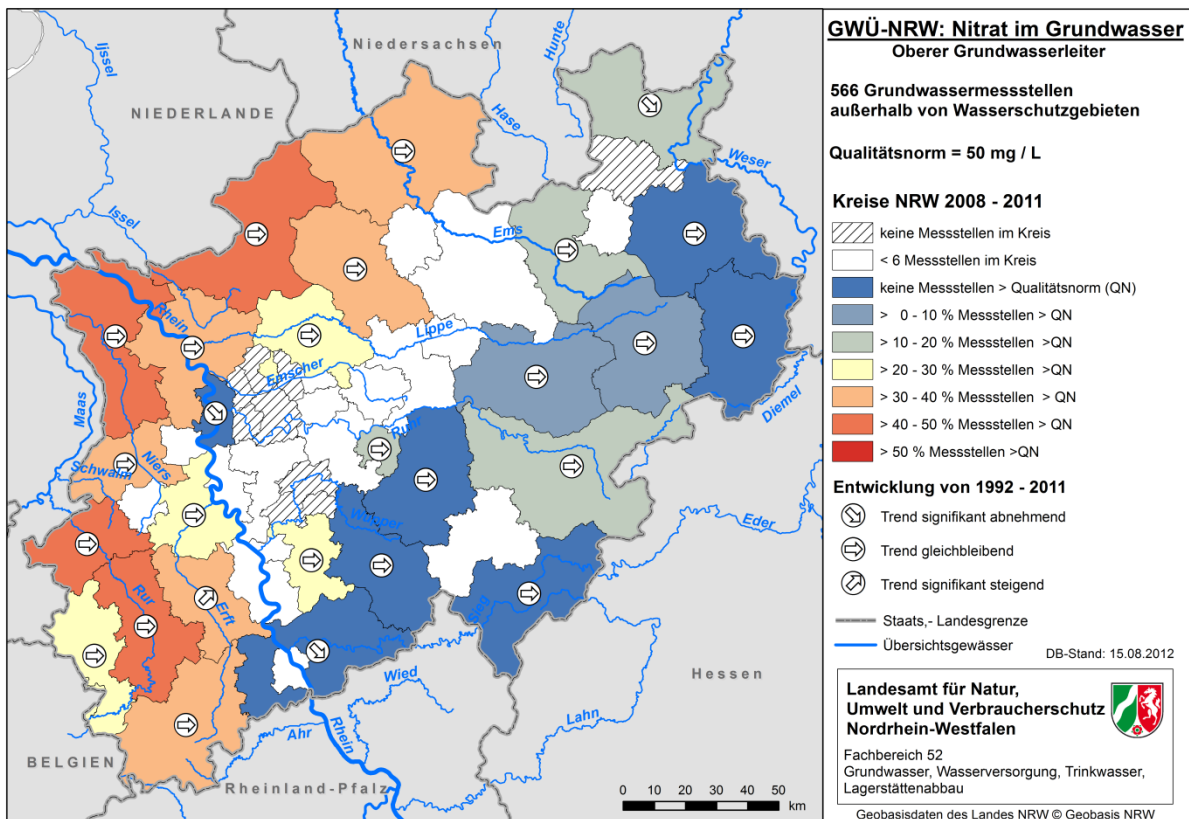 Niedersachsen
Hunte
Ijssel
NIEDERLANDE
Hase
Weser
Issel
Ems
Rhein
Lippe
Emscher
Maas
Diemel
Ruhr
Niers
Schwalm
Eder
Wupper
Rur
Erft
Sieg
Hessen
Wied
Lahn
Ahr
Rhein
BELGIEN
Rheinland-Pfalz
0 10 20 30 40 50
km
GWÜ-NRW: Nitrat im Grundwasser
Oberer Grundwasserleiter
566 Grundwassermessstellen
außerhalb von Wasserschutzgebieten
Qualitätsnorm = 50 mg / L
Kreise NRW 2008 - 2011
keine Messstellen im Kreis
< 6 Messstellen im Kreis
keine Messstellen > Qualitätsnorm (QN)
> 0 - 10 % Messstellen > QN
> 10 - 20 % Messstellen >QN
> 20 - 30 % Messstellen >QN
> 30 - 40 % Messstellen > QN
> 40 - 50 % Messstellen > QN
> 50 % Messstellen >QN
Entwicklung von 1992 - 2011
Trend signifikant abnehmend
Trend gleichbleibend
Trend signifikant steigend
Staats,- Landesgrenze
Übersichtsgewässer
DB-Stand: 15.08.2012
Landesamt für Natur,
Umwelt und Verbraucherschutz
Nordrhein-Westfalen
Fachbereich 52
Grundwasser, Wasserversorgung, Trinkwasser,
Lagerstättenabbau
Geobasisdaten des Landes NRW © Geobasis NRW